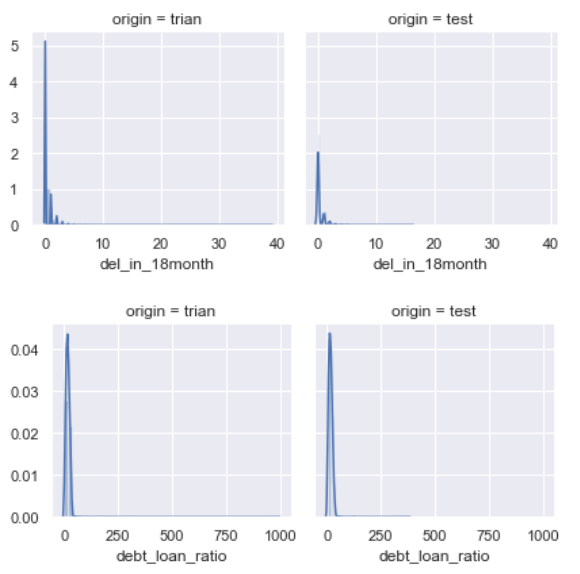 origin = trian
origin = test
5
4
3
2
1
0
0 10 20 30 40
0 10 20 30 40
del_in_18month
del_in_18month
origin = trian
origin = test
0.04
0.03
0.02
0.01
0.00
0 250 500 750 1000
0 250 500 750 1000
debt_loan_ratio
debt_loan_ratio